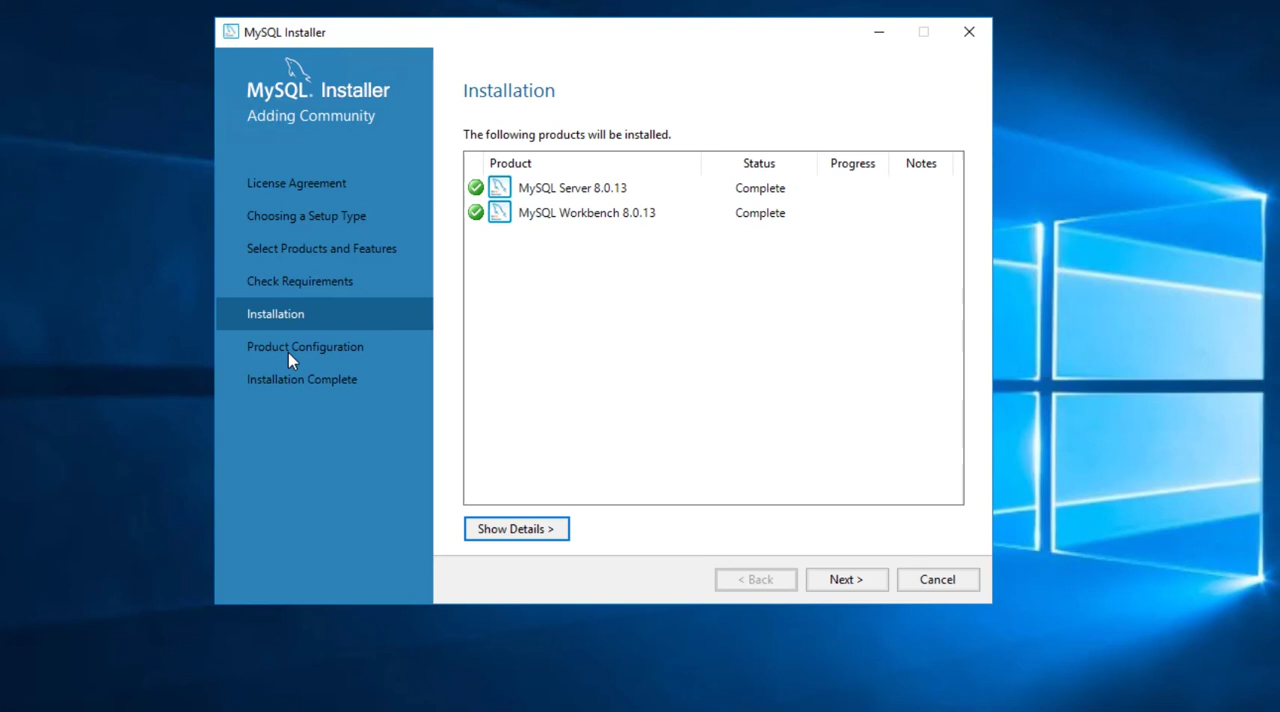 MySQL Installer
MySQL. Installer
Adding Community
License Agreement
Choosing a Setup Type
Select Products and Features
Check Requirements
Installation
Product Configuration
Installation Complete
Installation
The following products will be installed.
Product Status Progress Notes
MySQL Server 8.0.13 Complete
MySQL Workbench 8.0.13 Complete
Show Details >
< Back Next > Cancel